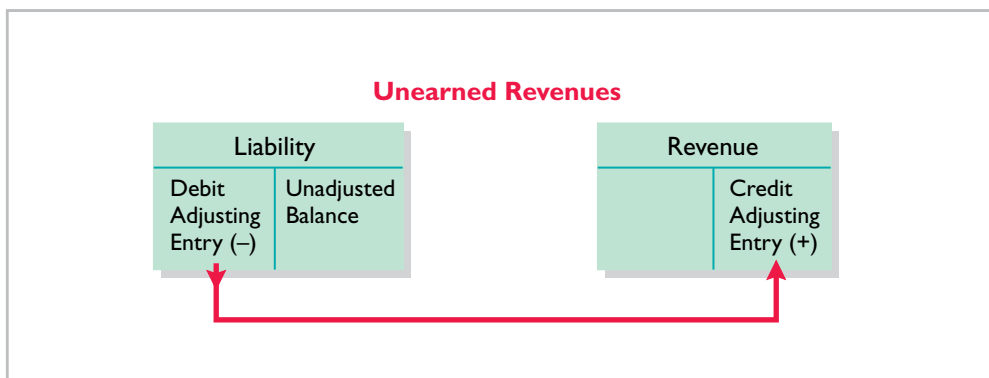 Unearned Revenues
Liability
Debit
Adjusting
Entry (–)
Unadjusted
Balance
Revenue
Credit
Adjusting
Entry (+)